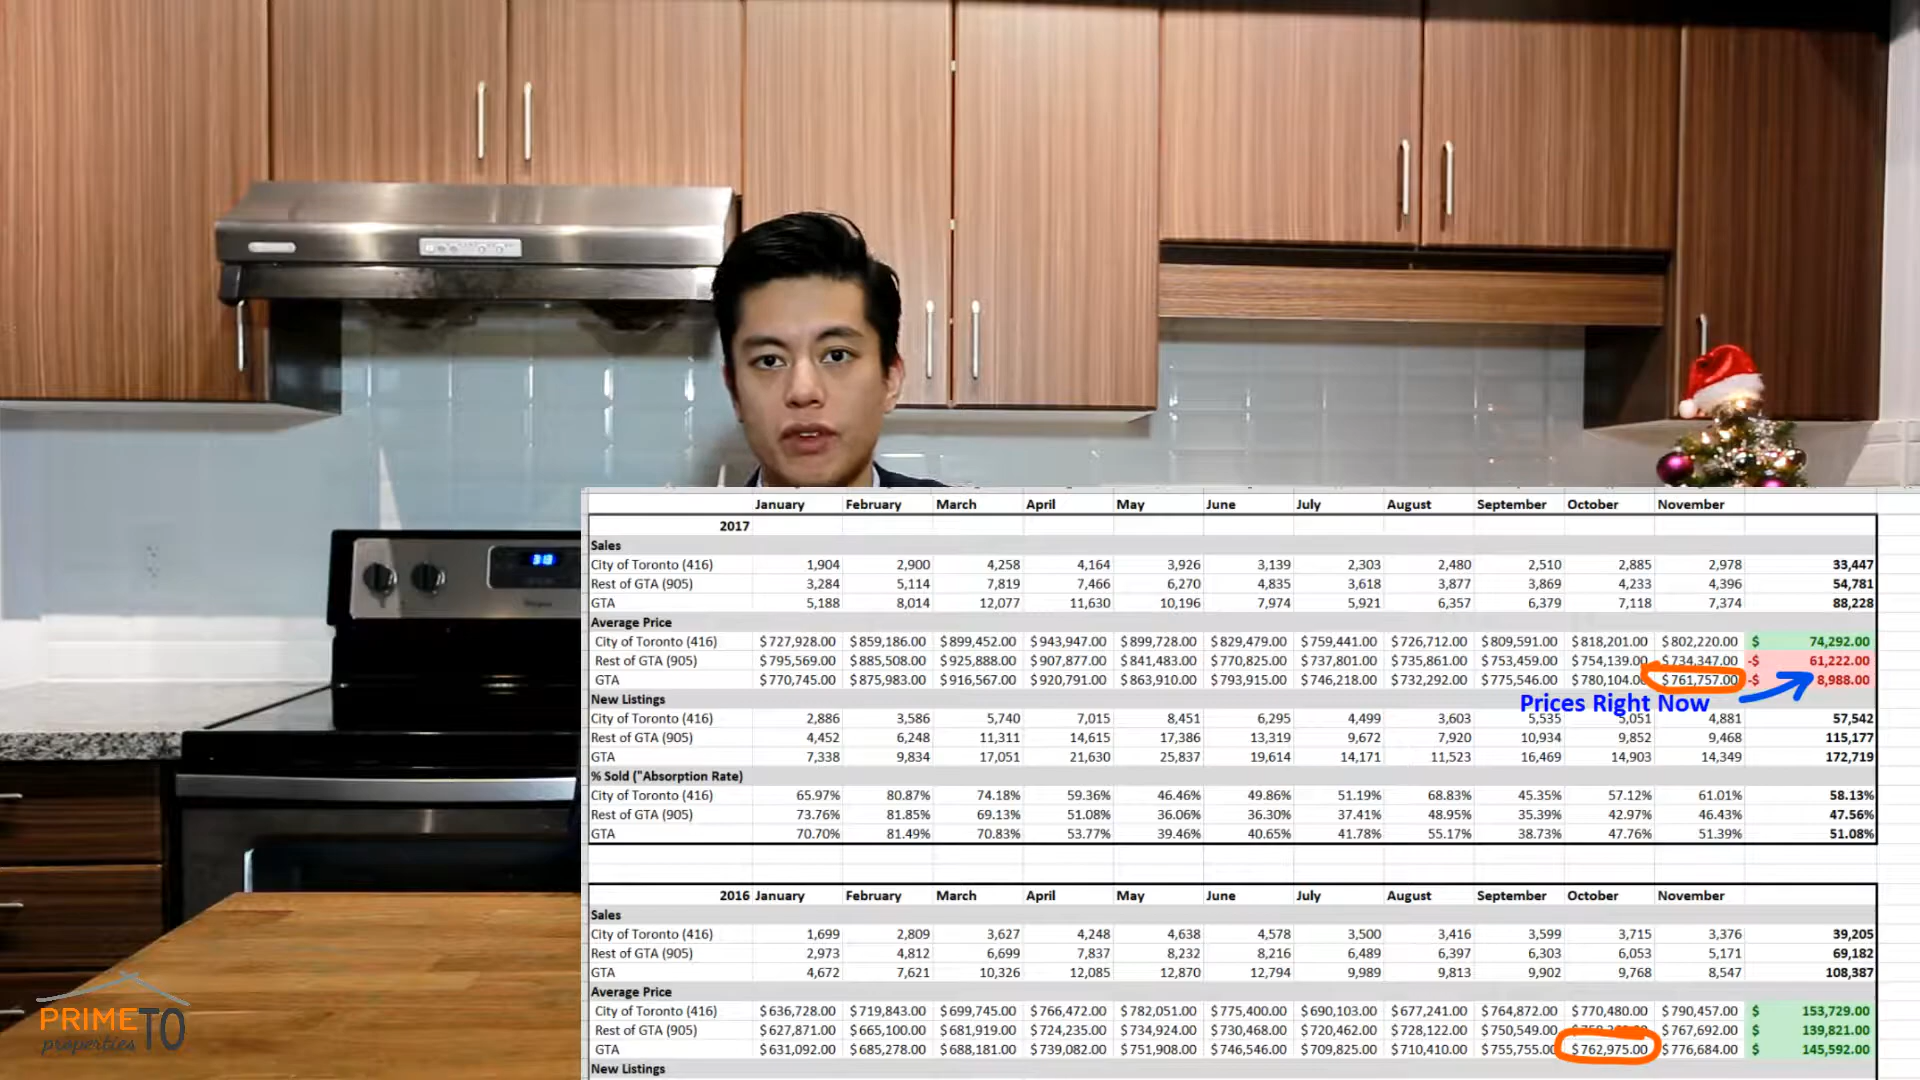 33
January February March April May June July August September October November
2017
Sales
City of Toronto (416) 1,904 2,900 4,258 4,164 3,926 3,139 2,303 2,480 2,510 2,885 2,978 33,447
Rest of GTA (905) 3,284 5,114 7,819 7,466 6,270 4,835 3,618 3,877 3,869 4,233 4,396 54,781
GTA 5,188 8,014 12,077 11,630 10,196 7,974 5,921 6,357 6,379 7,118 7,374 88,228
Average Price
City of Toronto (416) $727,928.00 $859,186.00 $899,452.00 $943,947.00 $899,728.00 $829,479.00 $759,441.00 $726,712.00 $809,591.00 $818,201.00 $802,220.00 $ 74,292.00
Rest of GTA (905) $795,569.00 $885,508.00 $925,888.00 $907,877.00 $841,483.00 $770,825.00 $737,801.00 $735,861.00 $753,459.00 $754,139.00 $734,347.00 -$ 61,222.00
GTA $770,745.00 $875,983.00 $916,567.00 $920,791.00 $863,910.00 $793,915.00 $746,218.00 $732,292.00 $775,546.00 $780,104.00 $761,757.00 -$ 8,988.00
New Listings
Prices Right Now
City of Toronto (416) 2,886 3,586 5,740 7,015 8,451 6,295 4,499 3,603 5,535 5,051 4,881 57,542
Rest of GTA (905) 4,452 6,248 11,311 14,615 17,386 13,319 9,672 7,920 10,934 9,852 9,468 115,177
GTA 7,338 9,834 17,051 21,630 25,837 19,614 14,171 11,523 16,469 14,903 14,349 172,719
% Sold ("Absorption Rate)
City of Toronto (416) 65.97% 80.87% 74.18% 59.36% 46.46% 49.86% 51.19% 68.83% 45.35% 57.12% 61.01% 58.13%
Rest of GTA (905) 73.76% 81.85% 69.13% 51.08% 36.06% 36.30% 37.41% 48.95% 35.39% 42.97% 46.43% 47.56%
GTA 70.70% 81.49% 70.83% 53.77% 39.46% 40.65% 41.78% 55.17% 38.73% 47.76% 51.39% 51.08%
2016 January February March April May June July August September October November
Sales
City of Toronto (416) 1,699 2,809 3,627 4,248 4,638 4,578 3,500 3,416 3,599 3,715 3,376 39,205
Rest of GTA (905) 2,973 4,812 6,699 7,837 8,232 8,216 6,489 6,397 6,303 6,053 5,171 69,182
GTA 4,672 7,621 10,326 12,085 12,870 12,794 9,989 9,813 9,902 9,768 8,547 108,387
Average Price
City of Toronto (416) $636,728.00 $719,843.00 $699,745.00 $766,472.00 $782,051.00 $775,400.00 $690,103.00 $677,241.00 $764,872.00 $770,480.00 $790,457.00 $ 153,729.00
Rest of GTA (905) $627,871.00 $665,100.00 $681,919.00 $724,235.00 $734,924.00 $730,468.00 $720,462.00 $728,122.00 $750,549.00 $767,692.00 $ 139,821.00
GTA $631,092.00 $685,278.00 $688,181.00 $739,082.00 $751,908.00 $746,546.00 $709,825.00 $710,410.00 $755,755.00 $762,975.00 $776,684.00 $ 145,592.00
New Listings
PRIMETO
properties